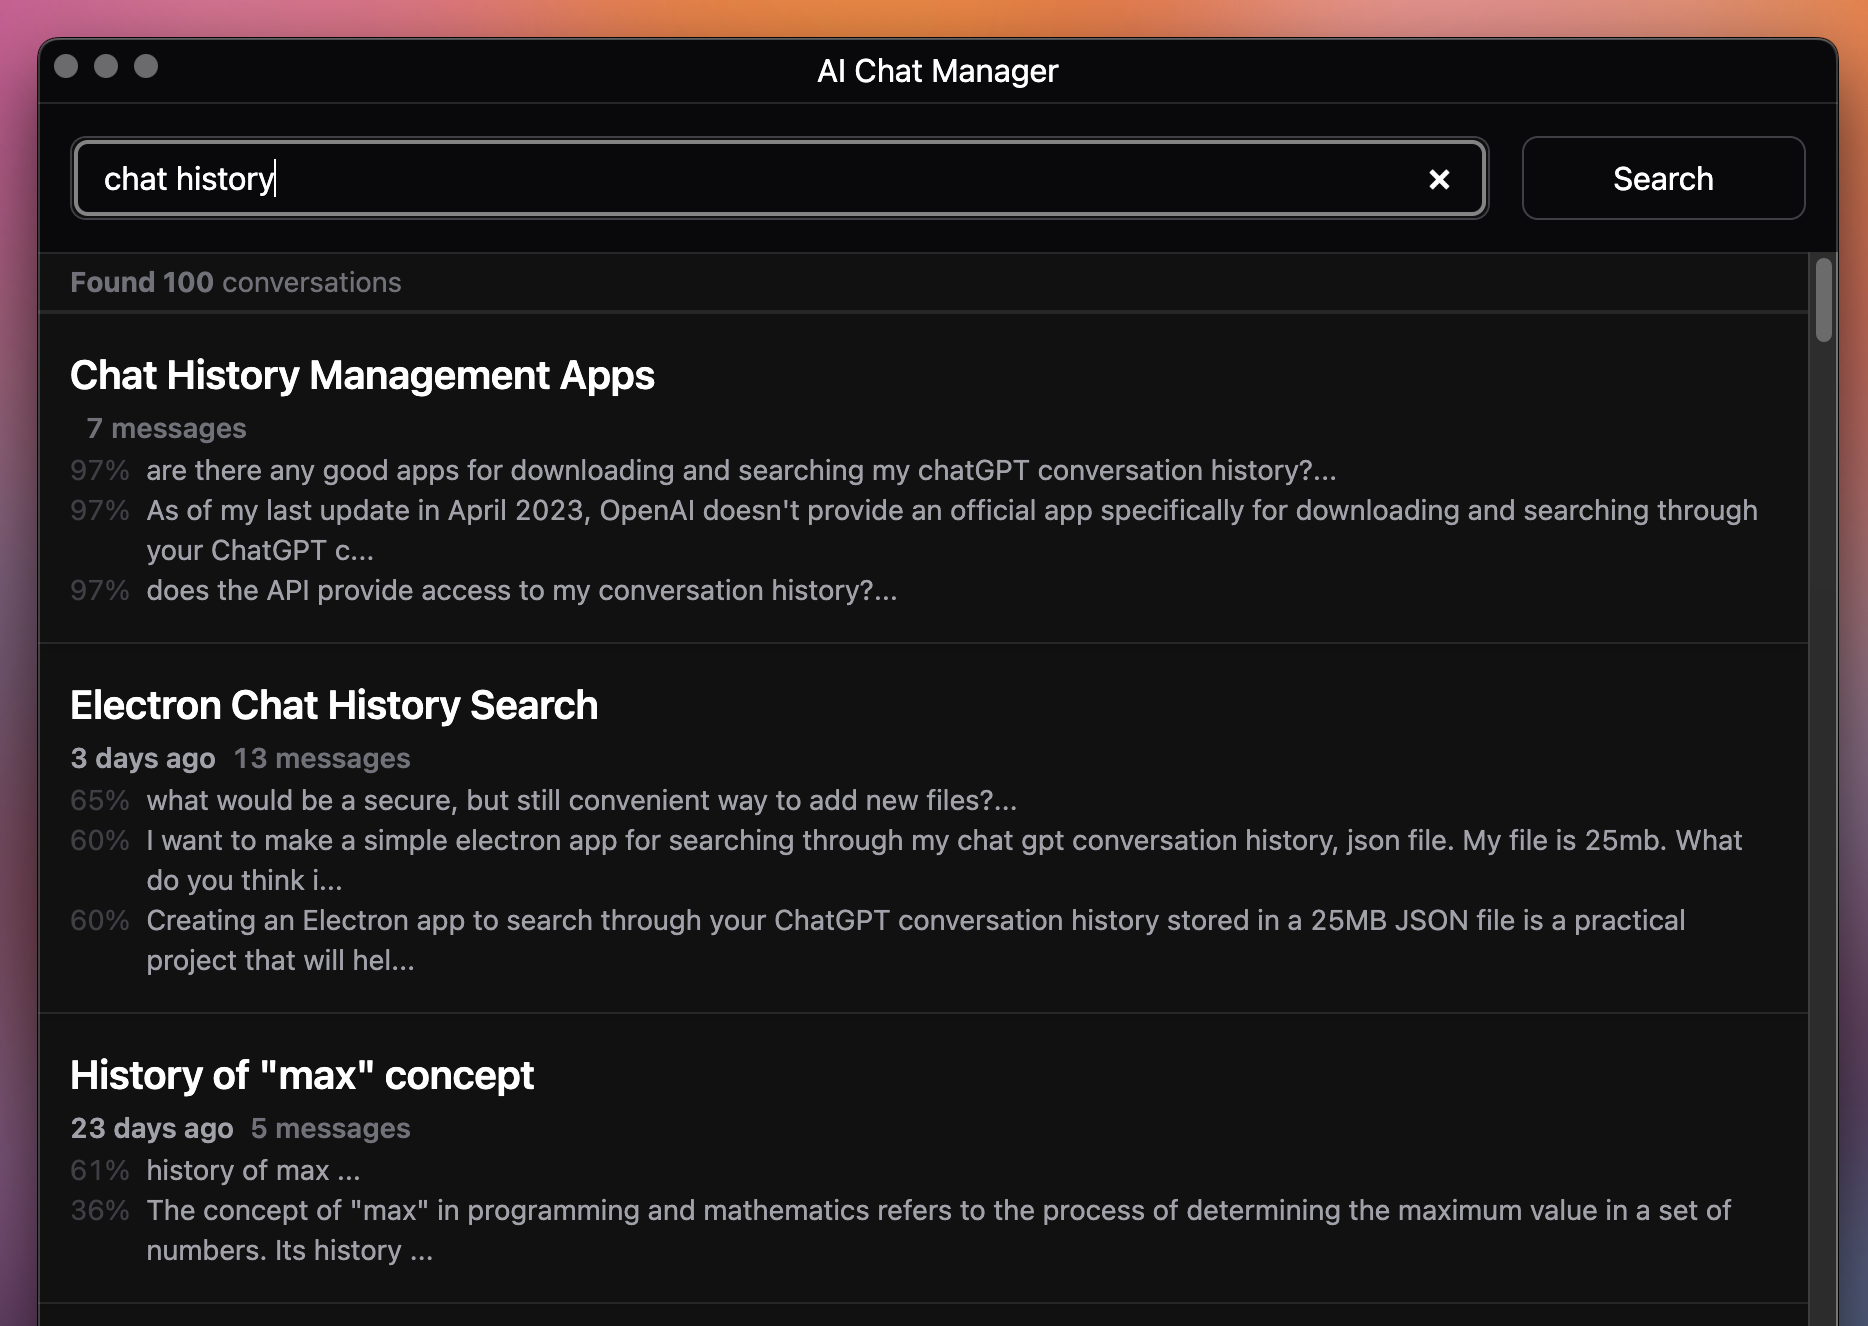 AI Chat Manager
chat history
×
Search
Found 100 conversations
Chat History Management Apps
7 messages
97% are there any good apps for downloading and searching my chatGPT conversation history?...
97% As of my last update in April 2023, OpenAI doesn't provide an official app specifically for downloading and searching through
your ChatGPT c...
97% does the API provide access to my conversation history?...
Electron Chat History Search
3 days ago 13 messages
65% what would be a secure, but still convenient way to add new files?...
60% I want to make a simple electron app for searching through my chat gpt conversation history, json file. My file is 25mb. What
do you think i...
60% Creating an Electron app to search through your ChatGPT conversation history stored in a 25MB JSON file is a practical
project that will hel...
History of "max" concept
23 days ago 5 messages
61% history of max ...
36% The concept of "max" in programming and mathematics refers to the process of determining the maximum value in a set of
numbers. Its history ...